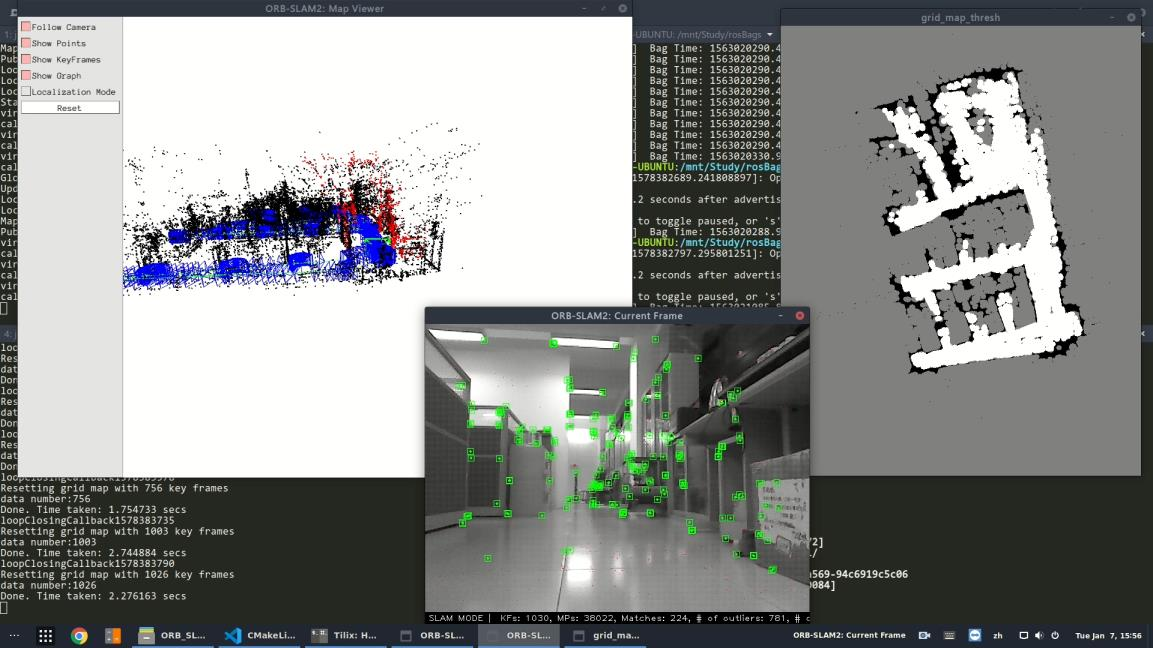 ORB-SLAM2: Map Viewer
Follow Camera
Show Points
Show KeyFrames
Show Graph
Localization Mode
Reset
1:
Map
Pub
Loc
Loc
Loc
Sta
vir
cal
vir
cal
vir
cal
Glo
Upd
Loc
Loc
Map
Pub
vir
cal
vir
cal
vir
cal
-UBUNTU: /mnt/Study/rosBags
] Bag Time: 1563020290.4
] Bag Time: 1563020290.4
] Bag Time: 1563020290.4
] Bag Time: 1563020290.4
] Bag Time: 1563020290.4
] Bag Time: 1563020290.4
] Bag Time: 1563020290.4
] Bag Time: 1563020290.4
] Bag Time: 1563020290.4
] Bag Time: 1563020290.4
] Bag Time: 1563020330.9
-UBUNTU:/mnt/Study/rosBag
1578382689.241808897]: Op
.2 seconds after advertis
to toggle paused, or 's'
] Bag Time: 1563020288.9
-UBUNTU:/mnt/Study/rosBag
1578382797.295801251]: Op
.2 seconds after advertis
to toggle paused, or 's'
grid_map_thresh
4:
loc
Res
dat
Don
loc
Res
dat
Don
loc
Res
dat
Don
Resetting grid map with 756 key frames
data number:756
Done. Time taken: 1.754733 secs
loopClosingCallback1578383735
Resetting grid map with 1003 key frames
data number:1003
Done. Time taken: 2.744884 secs
loopClosingCallback1578383790
Resetting grid map with 1026 key frames
data number:1026
Done. Time taken: 2.276163 secs
ORB-SLAM2: Current Frame
SLAM MODE | KFs: 1030, MPs: 38022, Matches: 224, # of outliers: 781, #
/2]
/
a569-94c6919c5c06
0084]
ORB_SL...
CMakeLi...
Tilix: H...
ORB-SL...
ORB-SL...
grid_ma...
ORB-SLAM2: Current Frame
zh
Tue Jan 7, 15:56